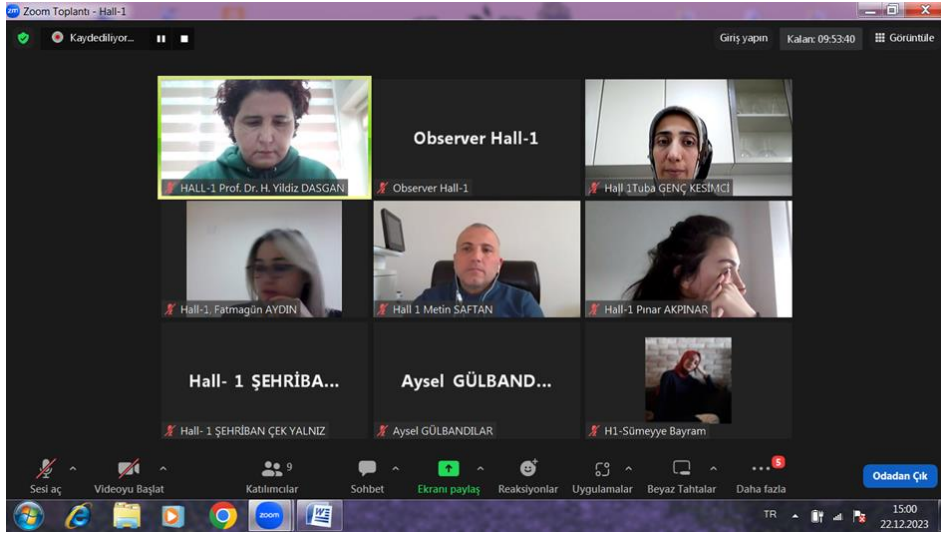 Zoom Toplantı - Hall-1
Kaydediliyor...
Giriş yapın
Kalan: 09:53:40
Görüntüle
HALL-1 Prof. Dr. H. Yildiz DASGAN
Observer Hall-1
Observer Hall-1
Hall 1Tuba GENÇ KESİMCİ
Hall-1. Fatmagün AYDIN
Hall 1 Metin SAFTAN
Hall-1 Pınar AKPINAR
Hall- 1 ŞEHRİBA...
Hall- 1 ŞEHRİBAN ÇEK YALNIZ
Aysel GÜLBAND...
Aysel GÜLBANDILAR
H1-Sümeyye Bayram
Sesi aç
Videoyu Başlat
9
Katılımcılar
Sohbet
Ekranı paylaş
Reaksiyonlar
Uygulamalar
Beyaz Tahtalar
5
Daha fazla
Odadan Çık
zoom
TR
15:00
22.12.2023